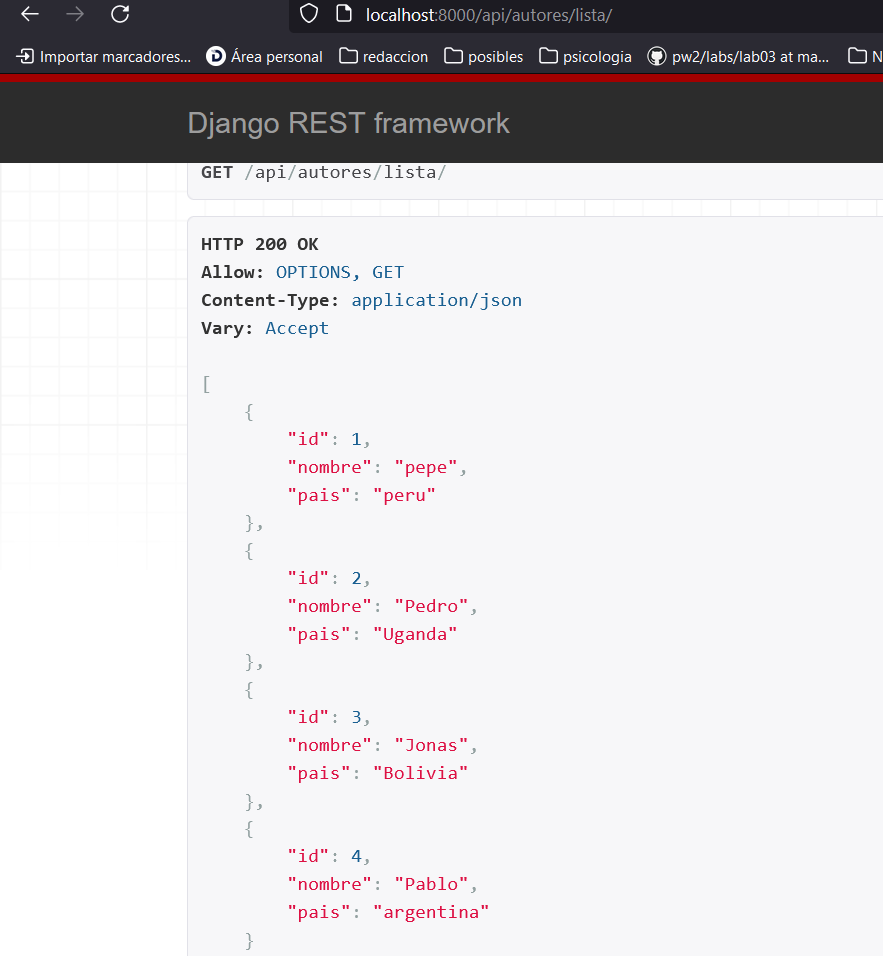 localhost:8000/api/autores/lista/
Importar marcadores... Área personal redaccion posibles psicologia pw2/labs/lab03 at ma... N
Django REST framework
GET /api/autores/lista/
HTTP 200 OK
Allow: OPTIONS, GET
Content-Type: application/json
Vary: Accept
[
{
"id": 1,
"nombre": "pepe",
"pais": "peru"
},
{
"id": 2,
"nombre": "Pedro",
"pais": "Uganda"
},
{
"id": 3,
"nombre": "Jonas",
"pais": "Bolivia"
},
{
"id": 4,
"nombre": "Pablo",
"pais": "argentina"
}